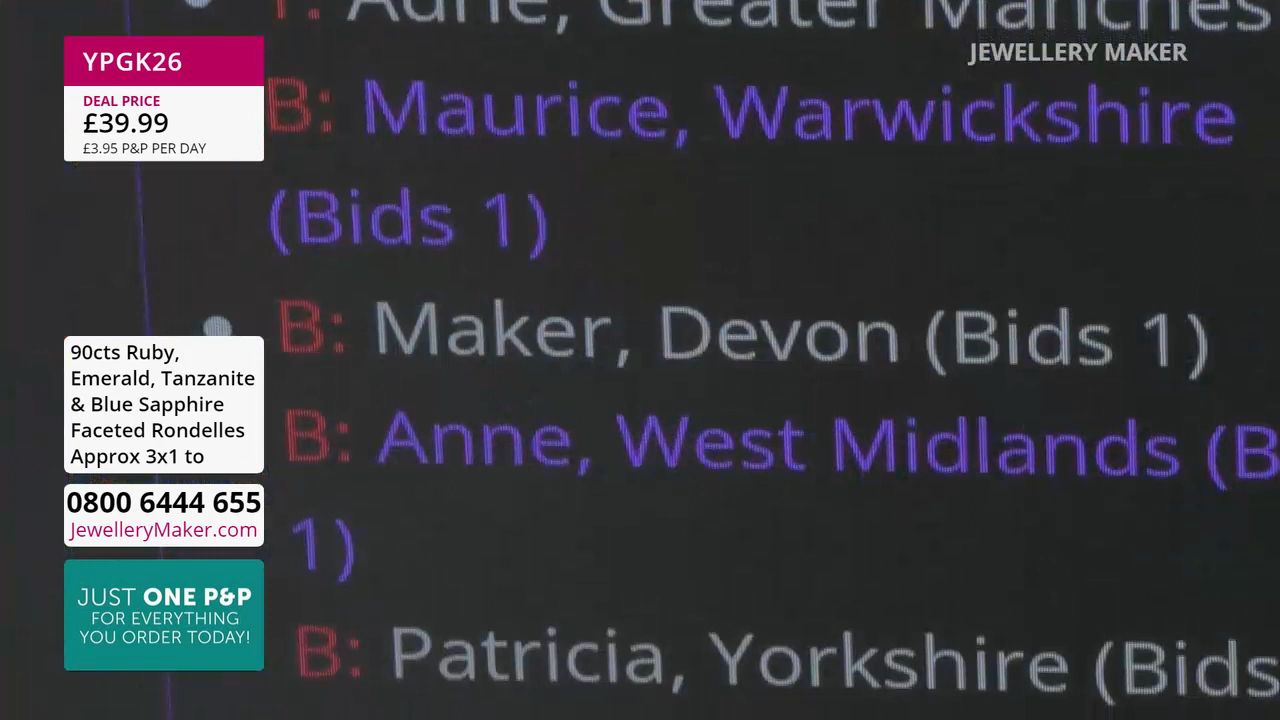 Greater Manches
JEWELLERY MAKER
YPGK26
DEAL PRICE
£39.99
£3.95 P&P PER DAY
B: Maurice, Warwickshire
(Bids 1)
B: Maker, Devon (Bids 1)
90cts Ruby,
Emerald, Tanzanite
& Blue Sapphire
Faceted Rondelles
Approx 3x1 to
B: Anne, West Midlands (B
1)
0800 6444 655
JewelleryMaker.com
JUST ONE P&P
FOR EVERYTHING
YOU ORDER TODAY!
B: Patricia, Yorkshire (Bids